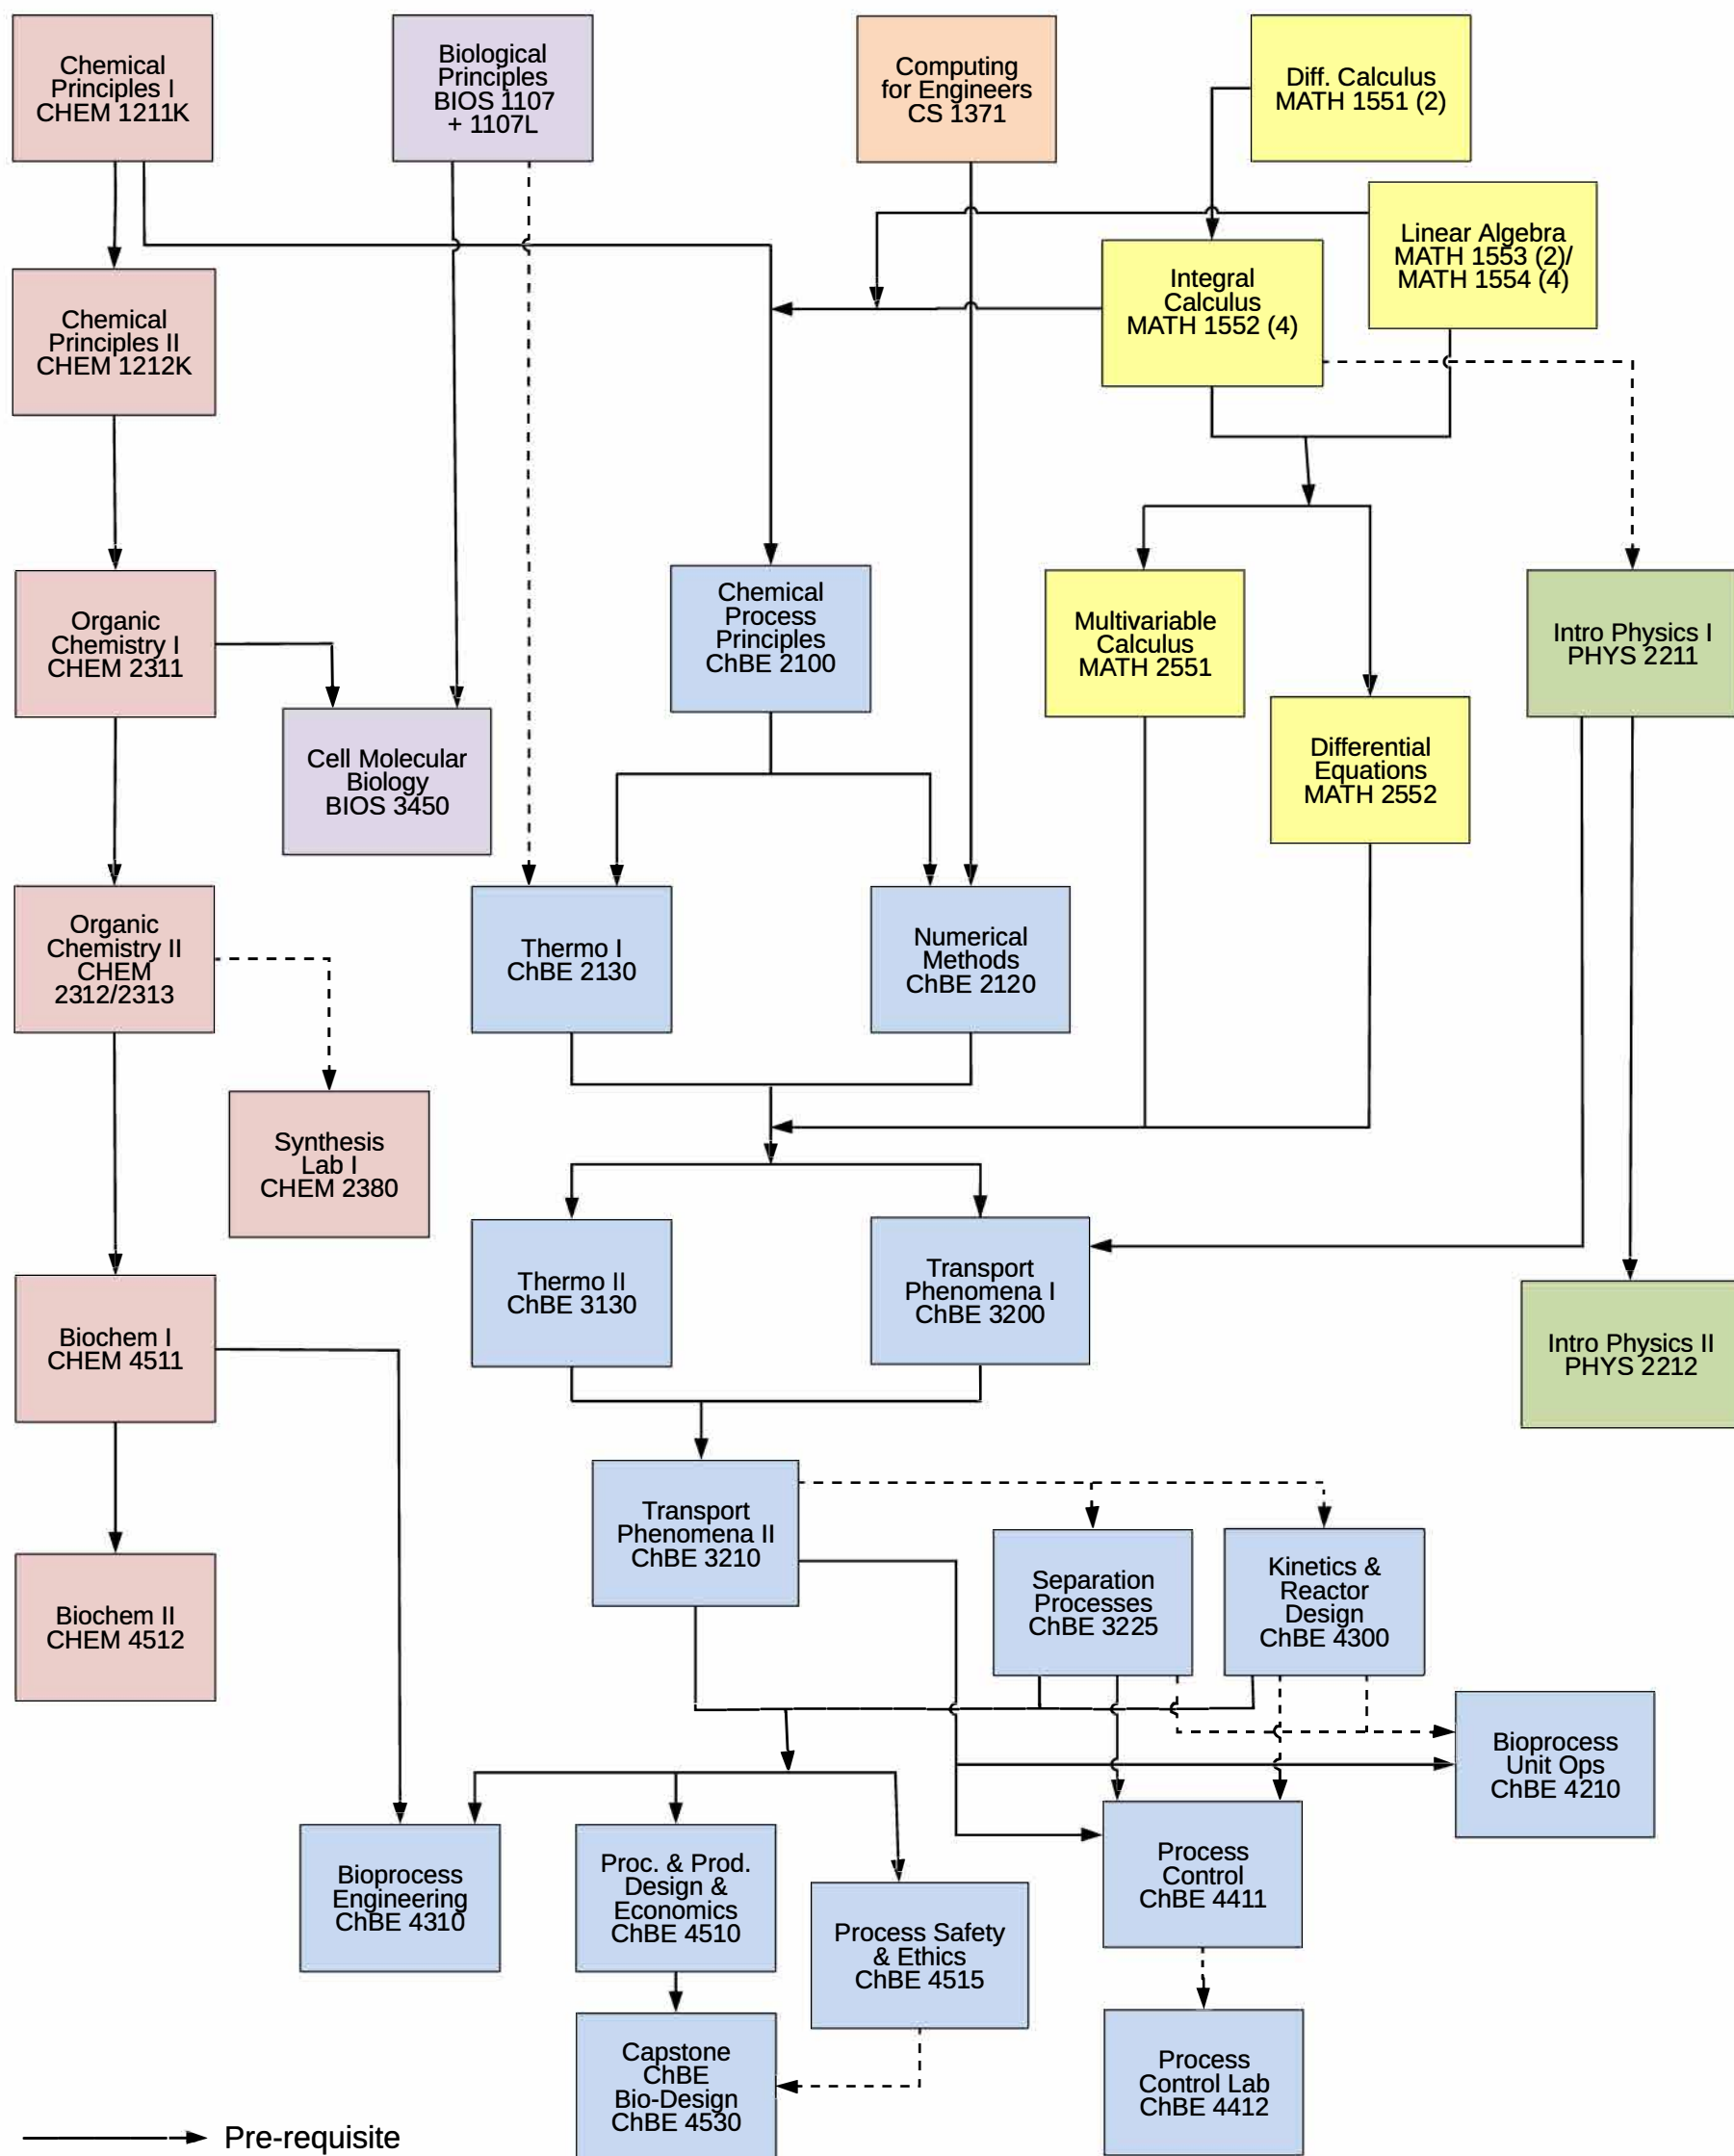 Chemical
Principles I
CHEM 1211K
Biological
Principles
BIOS 1107
+ 1107L
Computing
for Engineers
CS 1371
Diff. Calculus
MATH 1551 (2)
Linear Algebra
MATH 1553 (2)/
MATH 1554 (4)
Integral
Calculus
MATH 1552 (4)
Chemical
Principles II
CHEM 1212K
Organic
Chemistry I
CHEM 2311
Chemical
Process
Principles
ChBE 2100
Multivariable
Calculus
MATH 2551
Intro Physics I
PHYS 2211
Cell Molecular
Biology
BIOS 3450
Differential
Equations
MATH 2552
Organic
Chemistry II
CHEM
2312/2313
Thermo I
ChBE 2130
Numerical
Methods
ChBE 2120
Synthesis
Lab I
CHEM 2380
Thermo II
ChBE 3130
Transport
Phenomena I
ChBE 3200
Biochem I
CHEM 4511
Intro Physics II
PHYS 2212
Transport
Phenomena II
ChBE 3210
Separation
Processes
ChBE 3225
Kinetics &
Reactor
Design
ChBE 4300
Biochem II
CHEM 4512
Bioprocess
Unit Ops
ChBE 4210
Bioprocess
Engineering
ChBE 4310
Proc. & Prod.
Design &
Economics
ChBE 4510
Process Safety
& Ethics
ChBE 4515
Process
Control
ChBE 4411
Capstone
ChBE
Bio-Design
ChBE 4530
Process
Control Lab
ChBE 4412
Pre-requisite